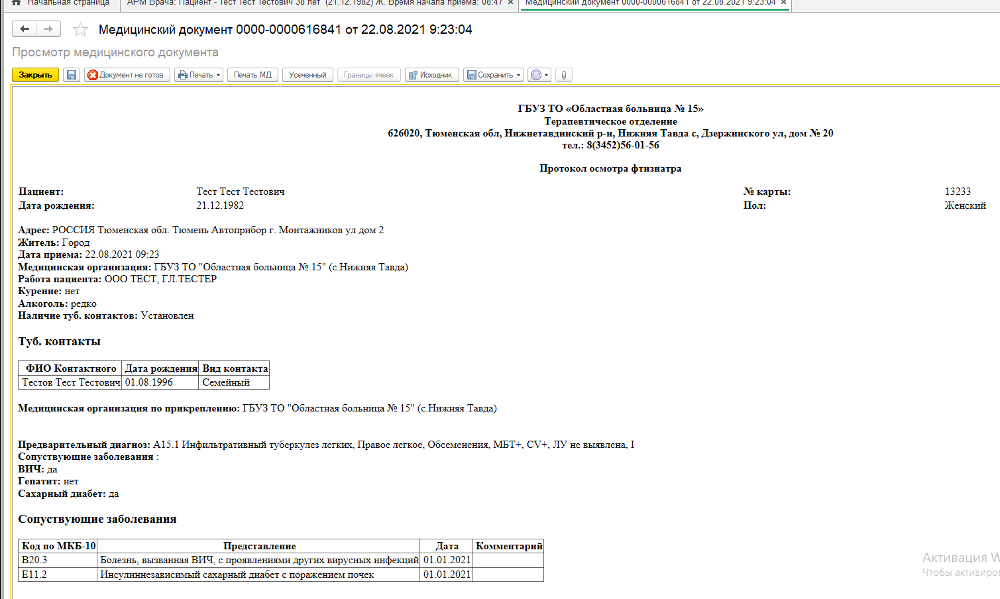 Начальная страница
АРМ Врача: Пациент - Тест Тест Тестович 38 лет (21.12.1982) Ж. Время начала приема: 08:47 ×
Медицинский документ 0000-0000616841 от 22.08.2021 9:23:04 ×
Медицинский документ 0000-0000616841 от 22.08.2021 9:23:04
Просмотр медицинского документа
Закрыть Документ не готов Печать Печать МД Усеченный Границы ячеек Исходник Сохранить
ГБУЗ ТО «Областная больница № 15»
Терапевтическое отделение
626020, Тюменская обл, Нижнетавдинский р-н, Нижняя Тавда с, Дзержинского ул, дом № 20
тел.: 8(3452)56-01-56
Протокол осмотра фтизиатра
Пациент: Тест Тест Тестович № карты: 13233
Дата рождения: 21.12.1982 Пол: Женский
Адрес: РОССИЯ Тюменская обл. Тюмень Автоприбор г. Монтажников ул дом 2
Житель: Город
Дата приема: 22.08.2021 09:23
Медицинская организация: ГБУЗ ТО "Областная больница № 15" (с.Нижняя Тавда)
Работа пациента: ООО ТЕСТ, ГЛ.ТЕСТЕР
Курение: нет
Алкоголь: редко
Наличие туб. контактов: Установлен
Туб. контакты
ФИО Контактного Дата рождения Вид контакта
Тестов Тест Тестович 01.08.1996 Семейный
Медицинская организация по прикреплению: ГБУЗ ТО "Областная больница № 15" (с.Нижняя Тавда)
Предварительный диагноз: A15.1 Инфильтративный туберкулез легких, Правое легкое, Обсеменения, МБТ+, CV+, ЛУ не выявлена, I
Сопуствующие заболевания :
ВИЧ: да
Гепатит: нет
Сахарный диабет: да
Сопуствующие заболевания
Код по МКБ-10 Представление Дата Комментарий
B20.3 Болезнь, вызванная ВИЧ, с проявлениями других вирусных инфекций 01.01.2021
E11.2 Инсулиннезависимый сахарный диабет с поражением почек 01.01.2021
Активация W
Чтобы активиро